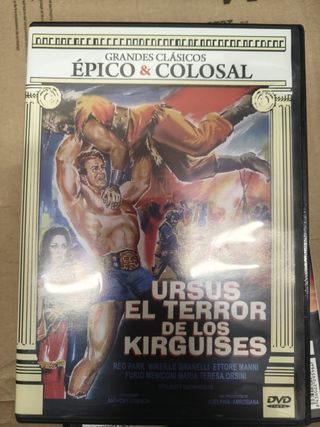 GRANDES CLÁSICOS
ÉPICO & COLOSAL
URSUS
EL TERROR
DE LOS
KIRGUISES
REG PARK MIREILLE GRANELLI ETTORE MANNI
FURIO MENICONI MARIA TERESA ORSINI
DVD